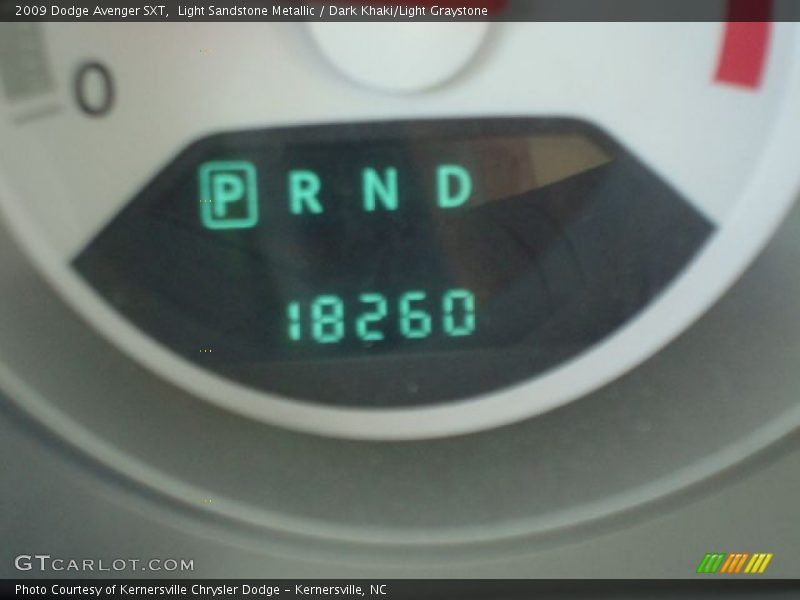 2009 Dodge Avenger SXT,  Light Sandstone Metallic / Dark Khaki/Light Graystone
0
P R N D
18260
GTCARLOT.COM
Photo Courtesy of Kernersville Chrysler Dodge – Kernersville, NC